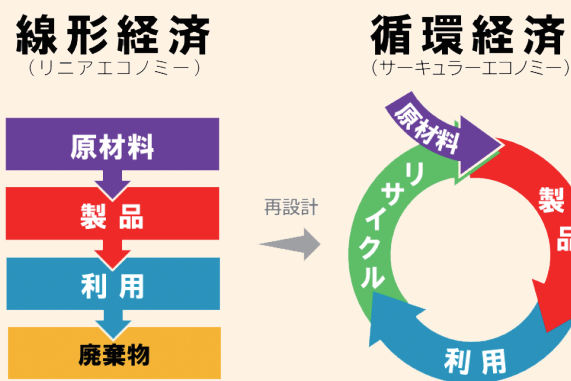 線形経済
(リニアエコノミー)
原材料
製品
利用
廃棄物
再設計
循環経済
(サーキュラーエコノミー)
原材料
製品
利用
リサイクル